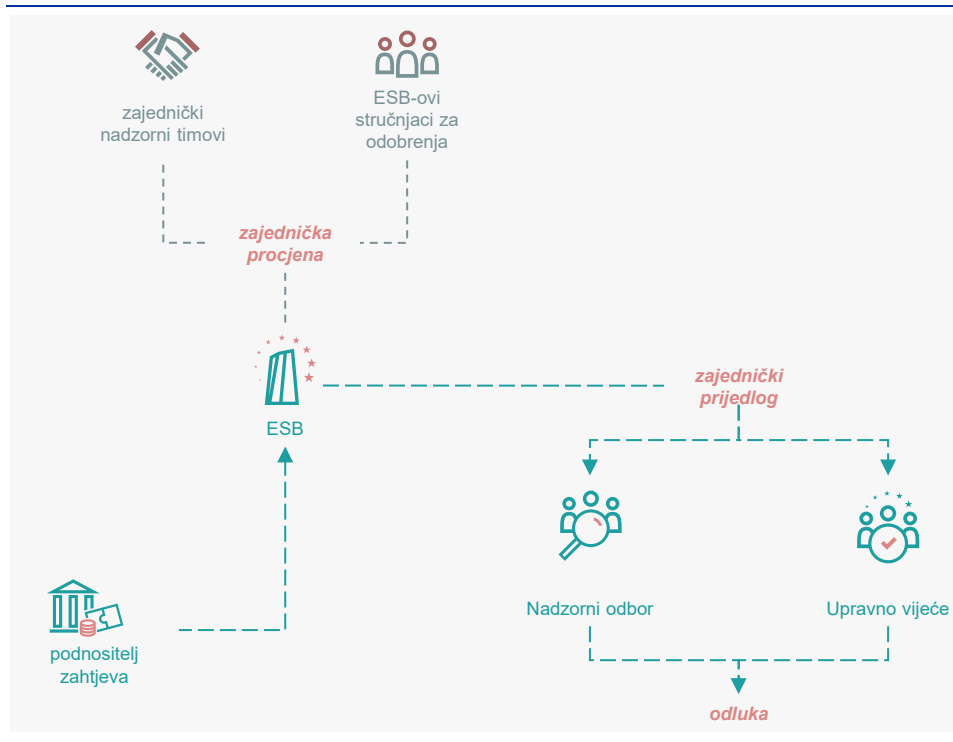 zajednički
nadzorni timovi
ESB-ovi
stručnjaci za
odobrenja
zajednička
procjena
ESB
zajednički
prijedlog
Nadzorni odbor
Upravno vijeće
podnositelj
zahtjeva
odluka